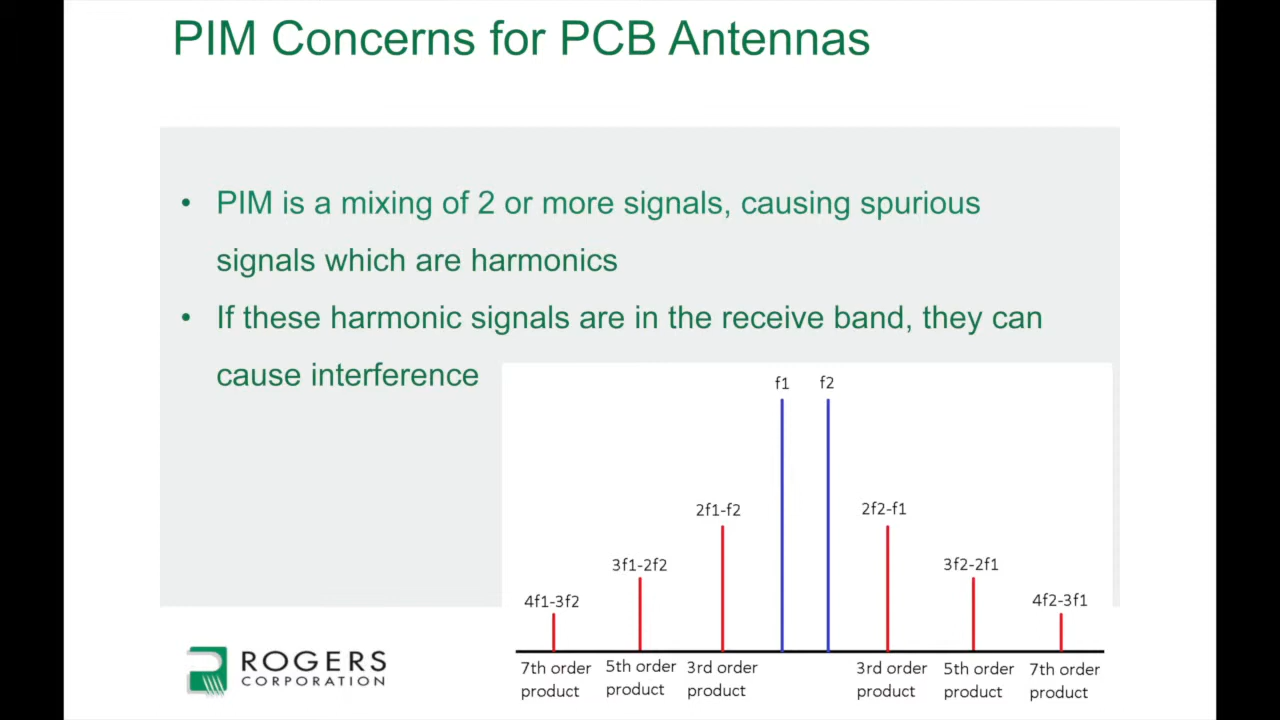 PIM Concerns for PCB Antennas
• PIM is a mixing of 2 or more signals, causing spurious
signals which are harmonics
• If these harmonic signals are in the receive band, they can
cause interference
f1
f2
2f1-f2
2f2-f1
3f1-2f2
3f2-2f1
4f1-3f2
4f2-3f1
7th order
product
5th order
product
3rd order
product
3rd order
product
5th order
product
7th order
product
ROGERS
CORPORATION